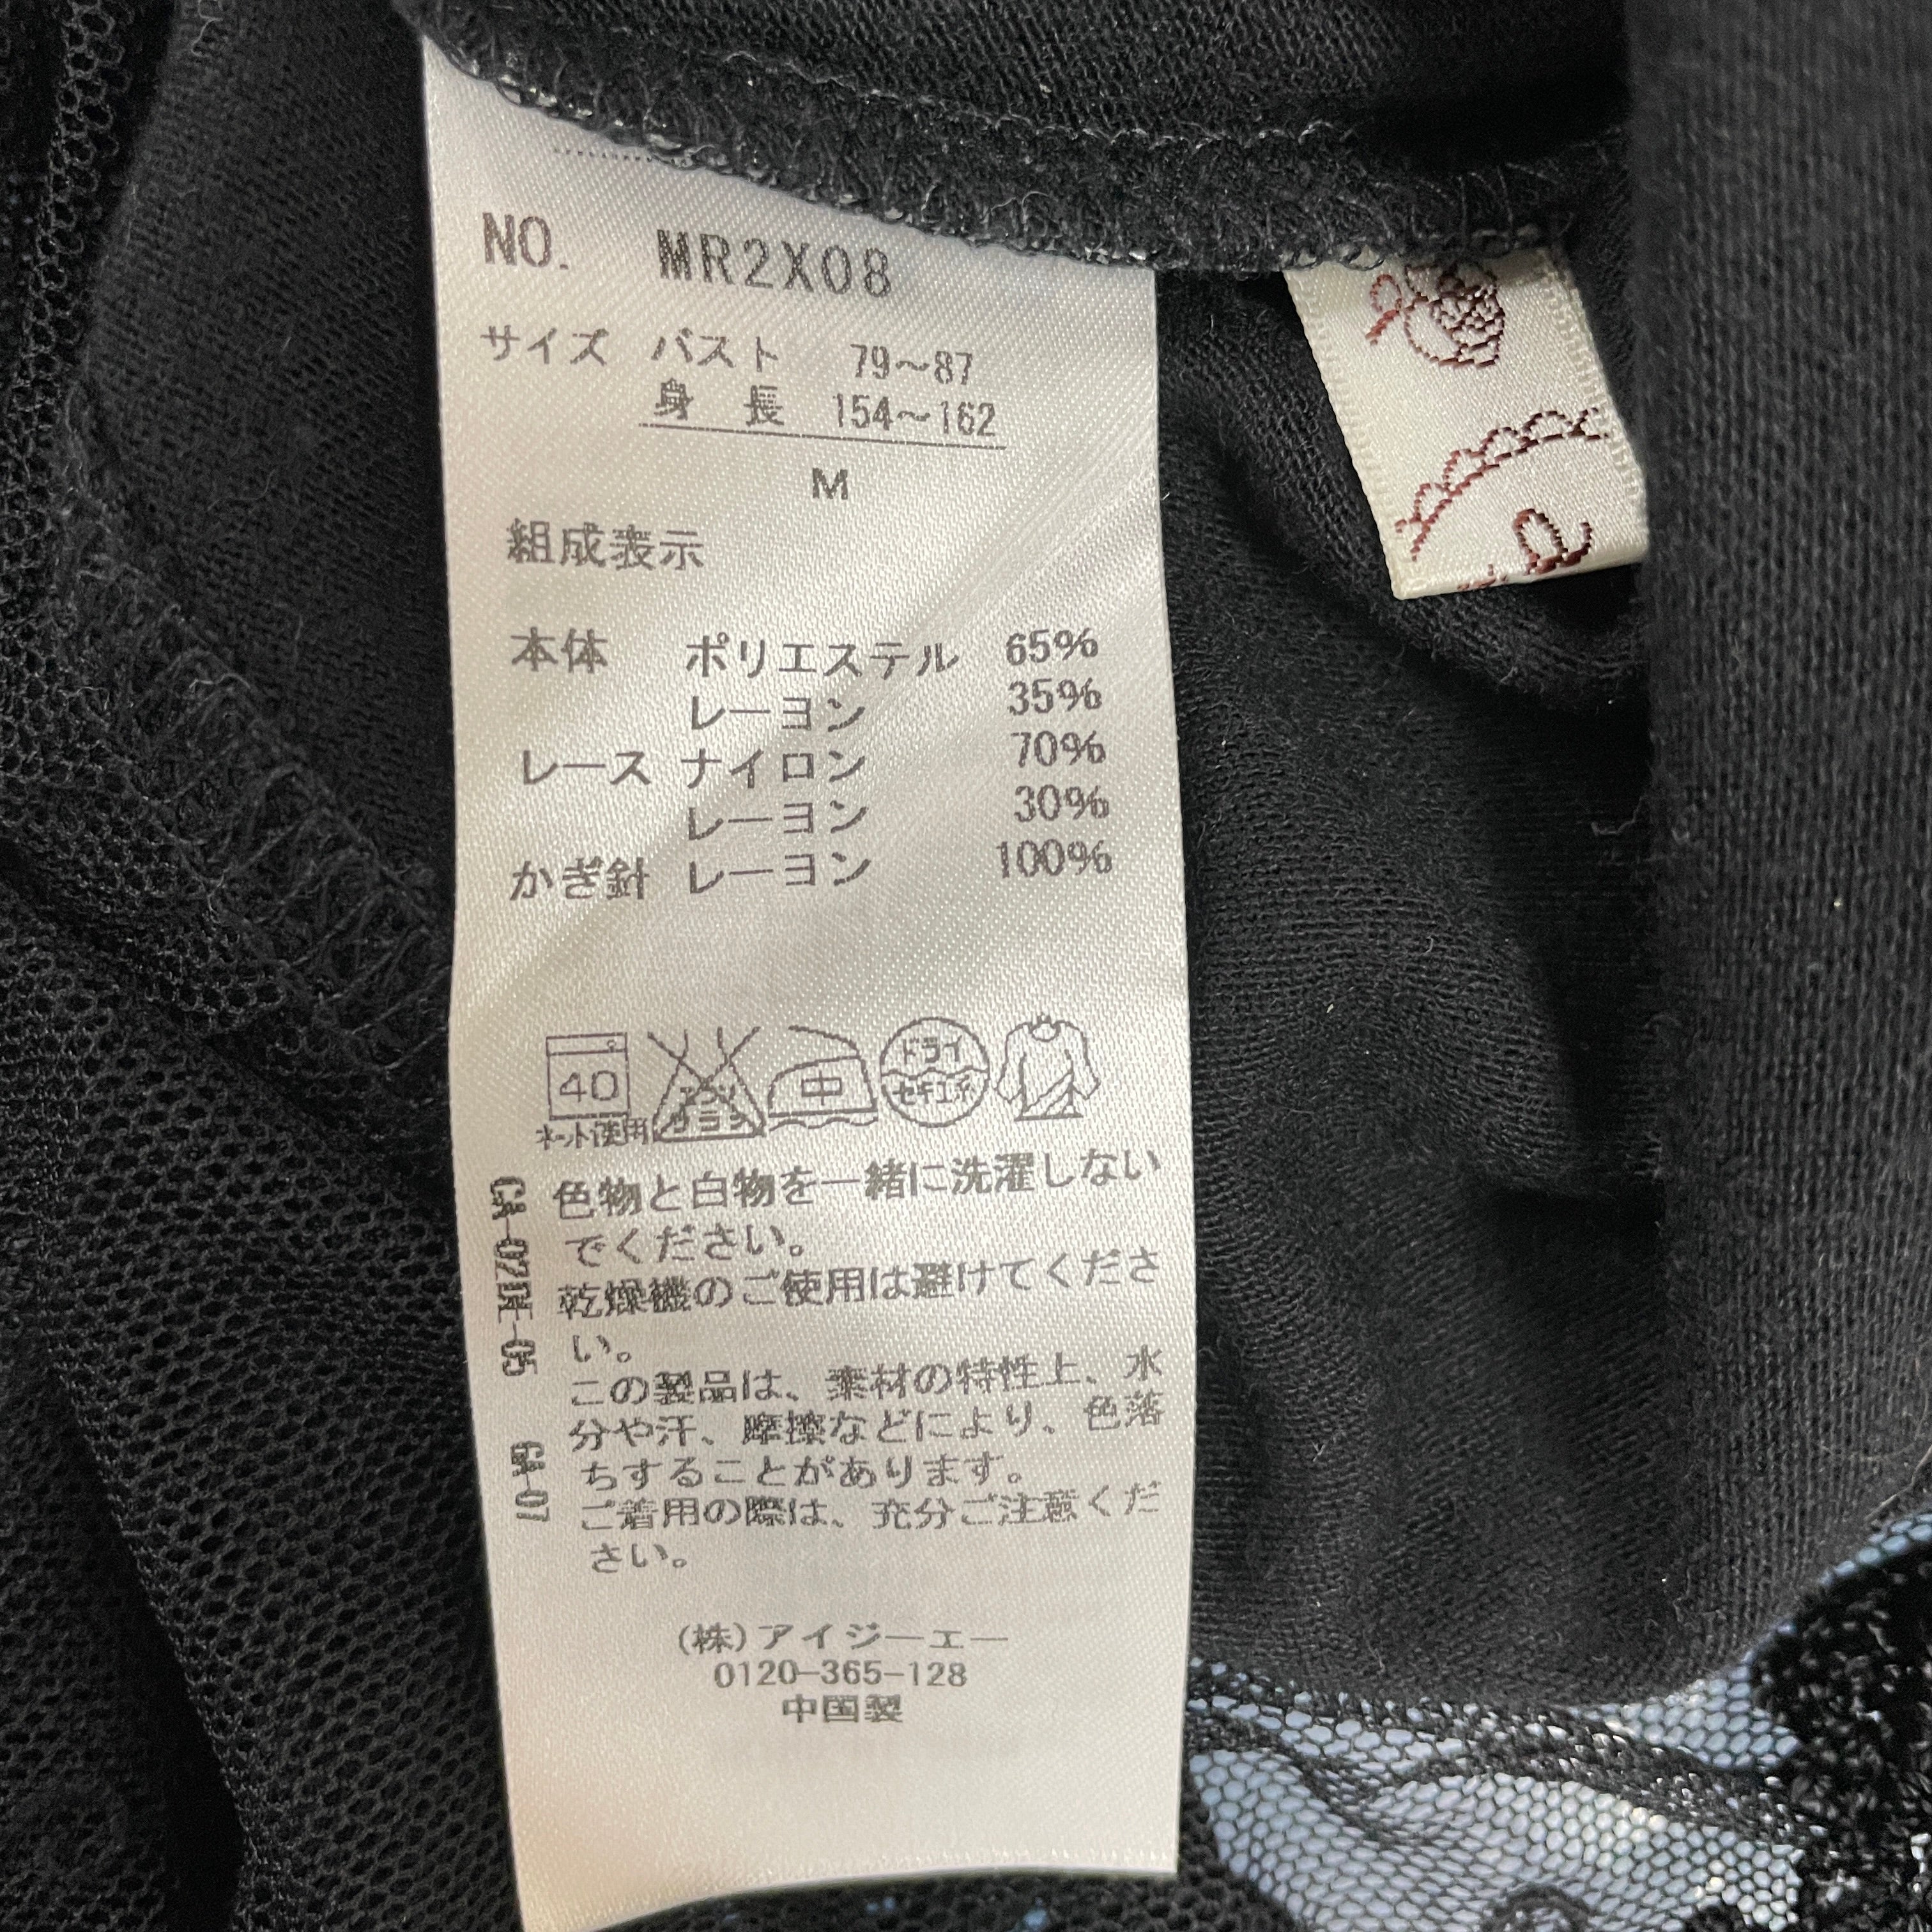 NO. MR2X08
サイズ バスト 79～87
身 長 154～162
M
組成表示
本体 ポリエステル 65%
レーヨン 35%
レース ナイロン 70%
レーヨン 30%
かぎ針 レーヨン 100%
40 エンソ サラシ 中 ドライ セキユ系
ネット使用
色物と白物を一緒に洗濯しない
でください。
乾燥機のご使用は避けてくださ
い。
この製品は、素材の特性上、水
分や汗、摩擦などにより、色落
ちすることがあります。
ご着用の際は、充分ご注意くだ
さい。
(株)アイジーエー
0120-365-128
中国製